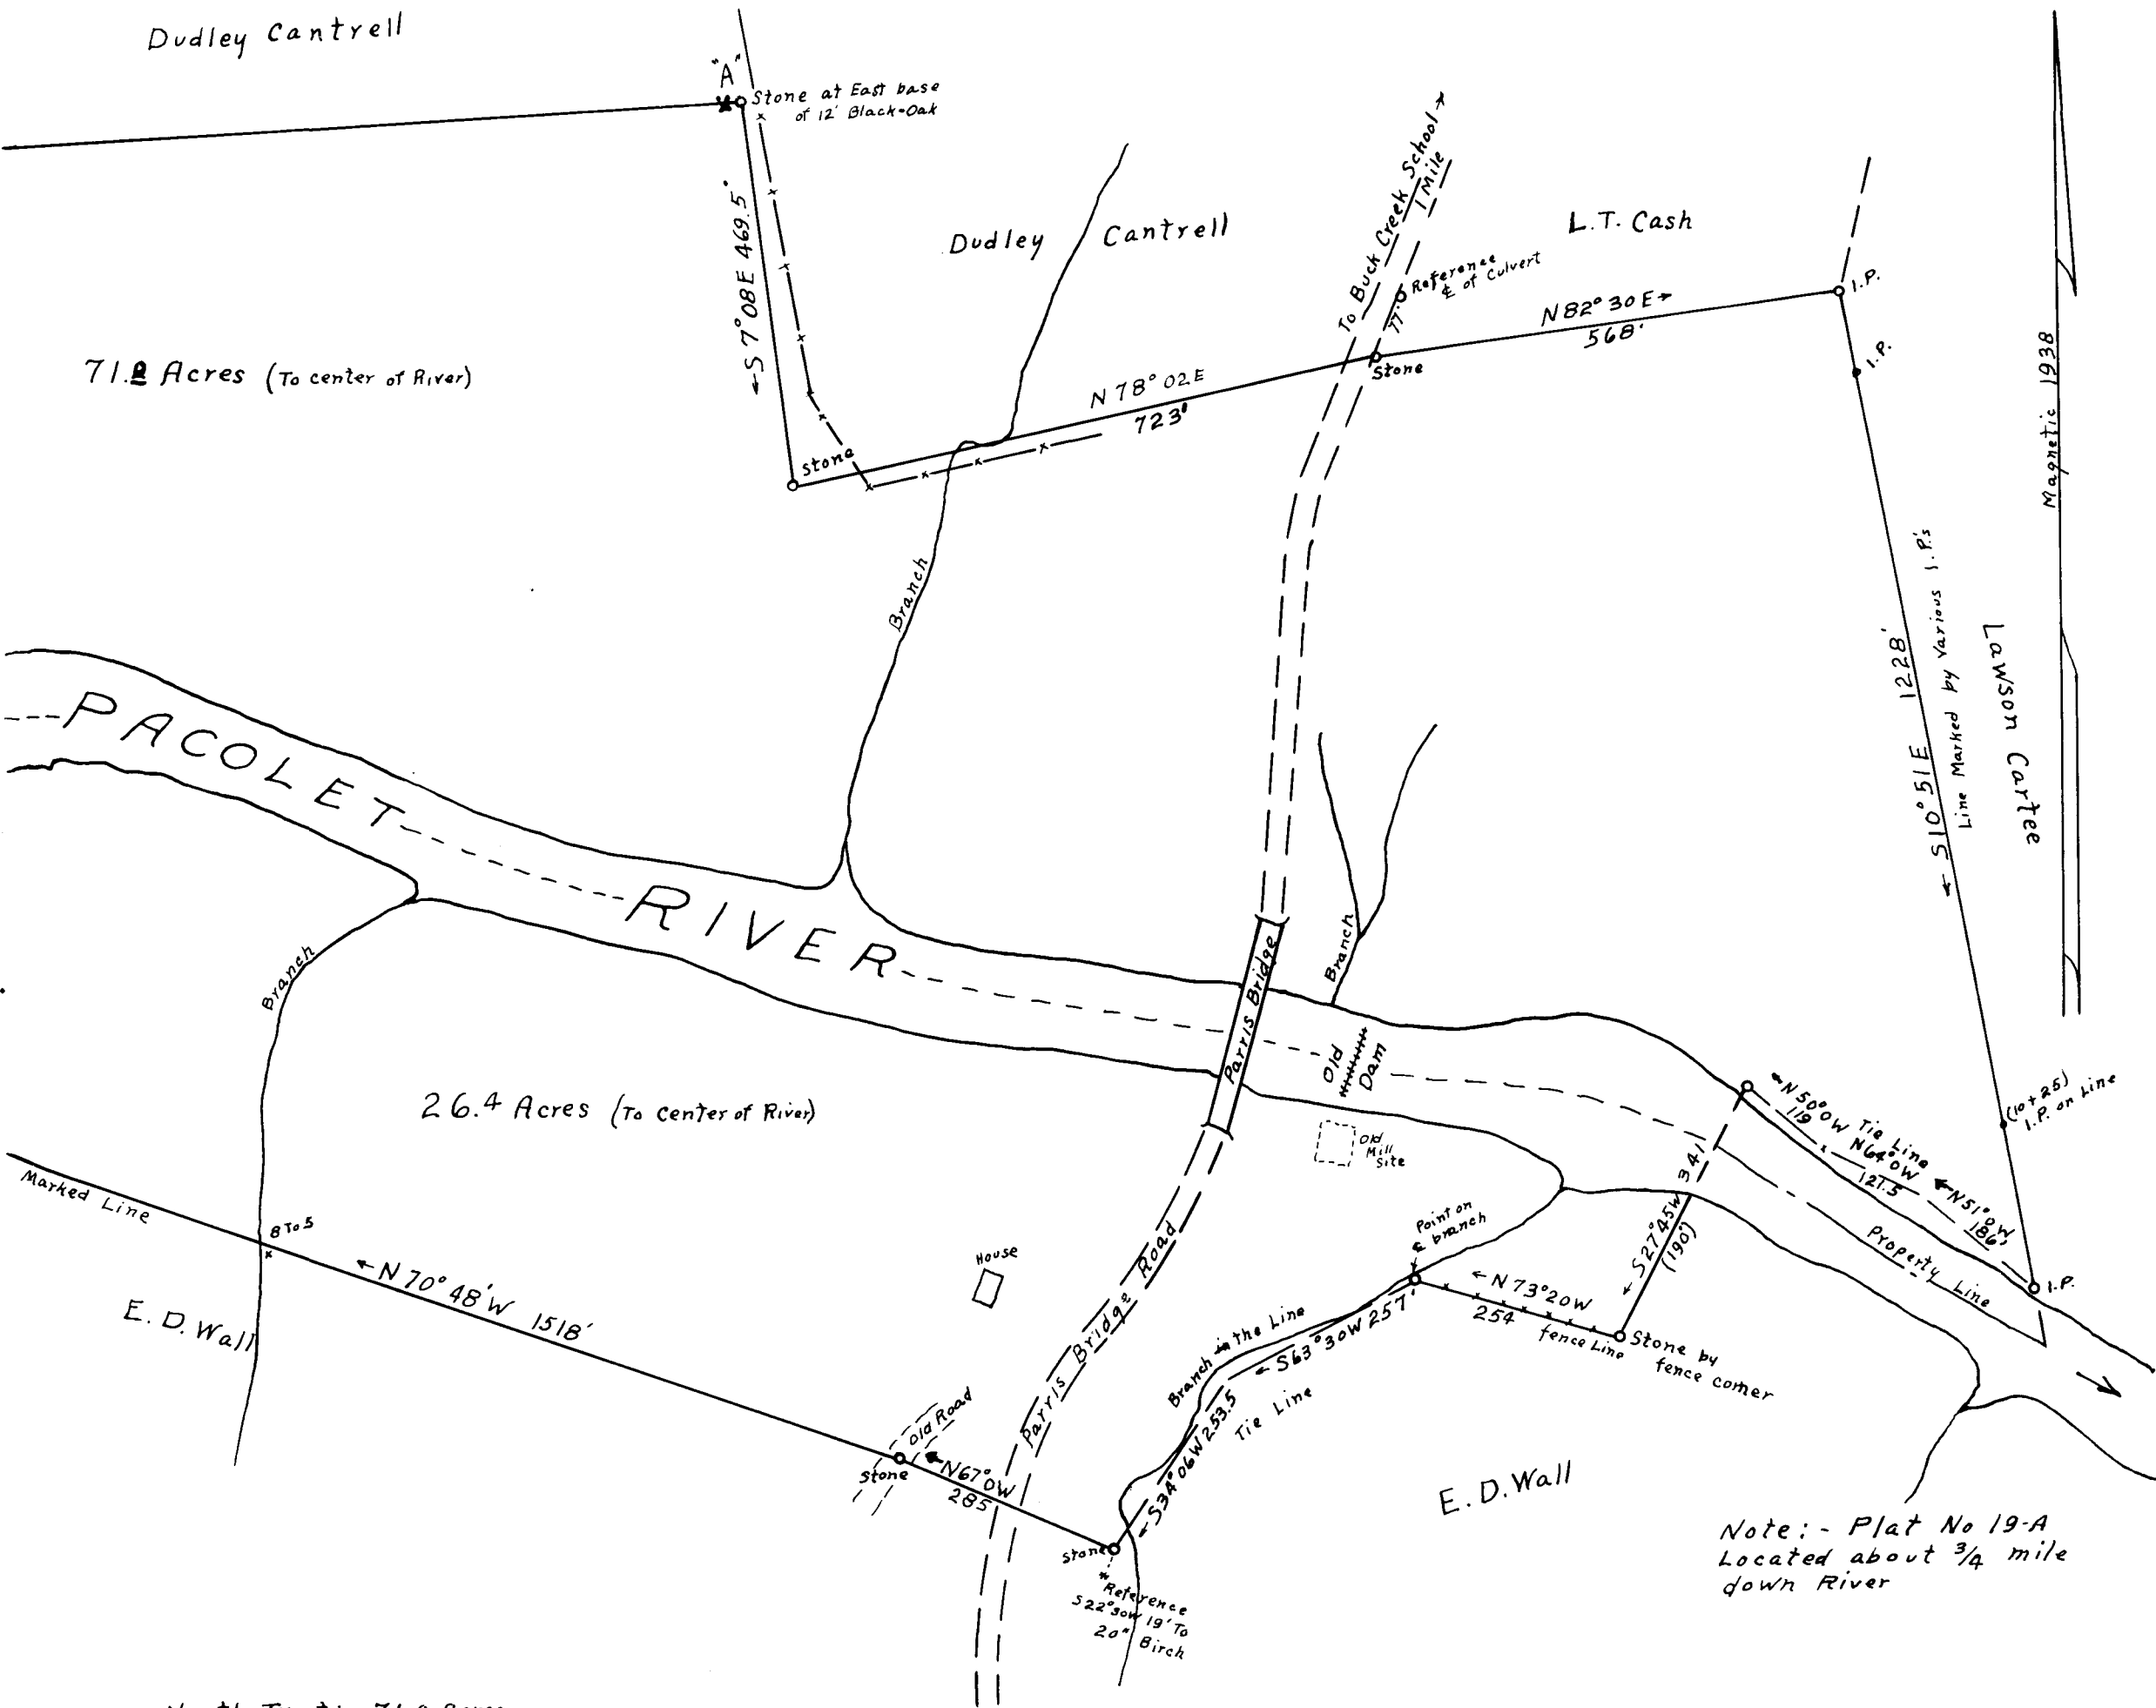 Dudley Cantrell
"A"
Stone at East base
of 12' Black-Oak
←S 7°08E 469.5'
Dudley Cantrell
To Buck Creek School→
1 Mile
L.T. Cash
Reference
℄ of Culvert
77'
N 82° 30 E→
568'
I.P.
I.P.
Magnetic 1938
71. Acres (To center of River)
N 78° 02 E
723'
Stone
stone
Branch
← S10°51E 1228'
Line Marked by Various I.P.'s
Lawson Cartee
PACOLET RIVER
Branch
Branch
Parris Bridge
Old
Dam
Old
Mill
Site
26.4 Acres (To center of River)
(10+25)
I.P. on Line
←N50°0W
119
Tie Line
N64°0W
121.5
←N51°0W
186'
I.P.
Property Line
← S27°45W 341
(190')
Marked Line
8 To 5
←N 70° 48'W 1518'
E. D. Wall
House
Point on
℄ branch
←N 73°20W
254
fence Line
Stone by
fence corner
Branch in the Line
← S63°30W 257'
←S34°06W 253.5
Tie Line
Parris Bridge Road
Old Road
Stone
←N67°0W
285
Stone
Reference
S22°30W 19' To
20" Birch
E. D. Wall
Note:- Plat No 19-A
Located about 3/4 mile
down River